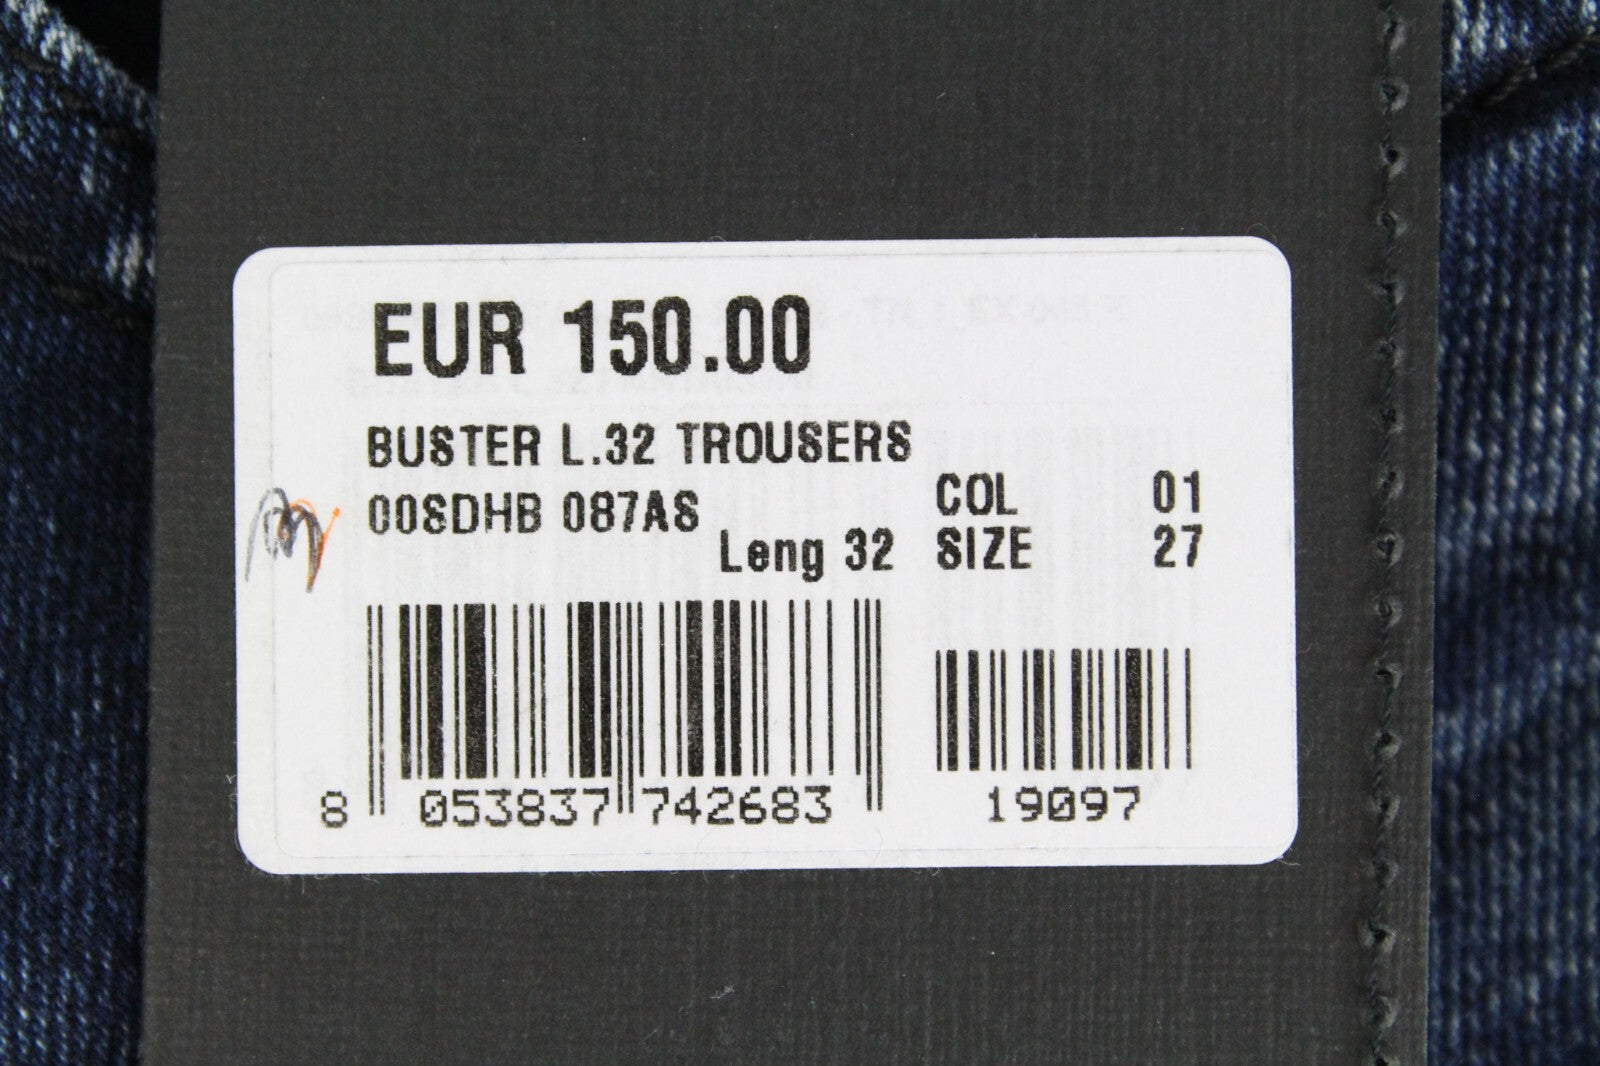 EUR 150.00
BUSTER L.32 TROUSERS
00SDHB 087AS
COL 01
Leng 32 SIZE 27
8 053837 742683
19097